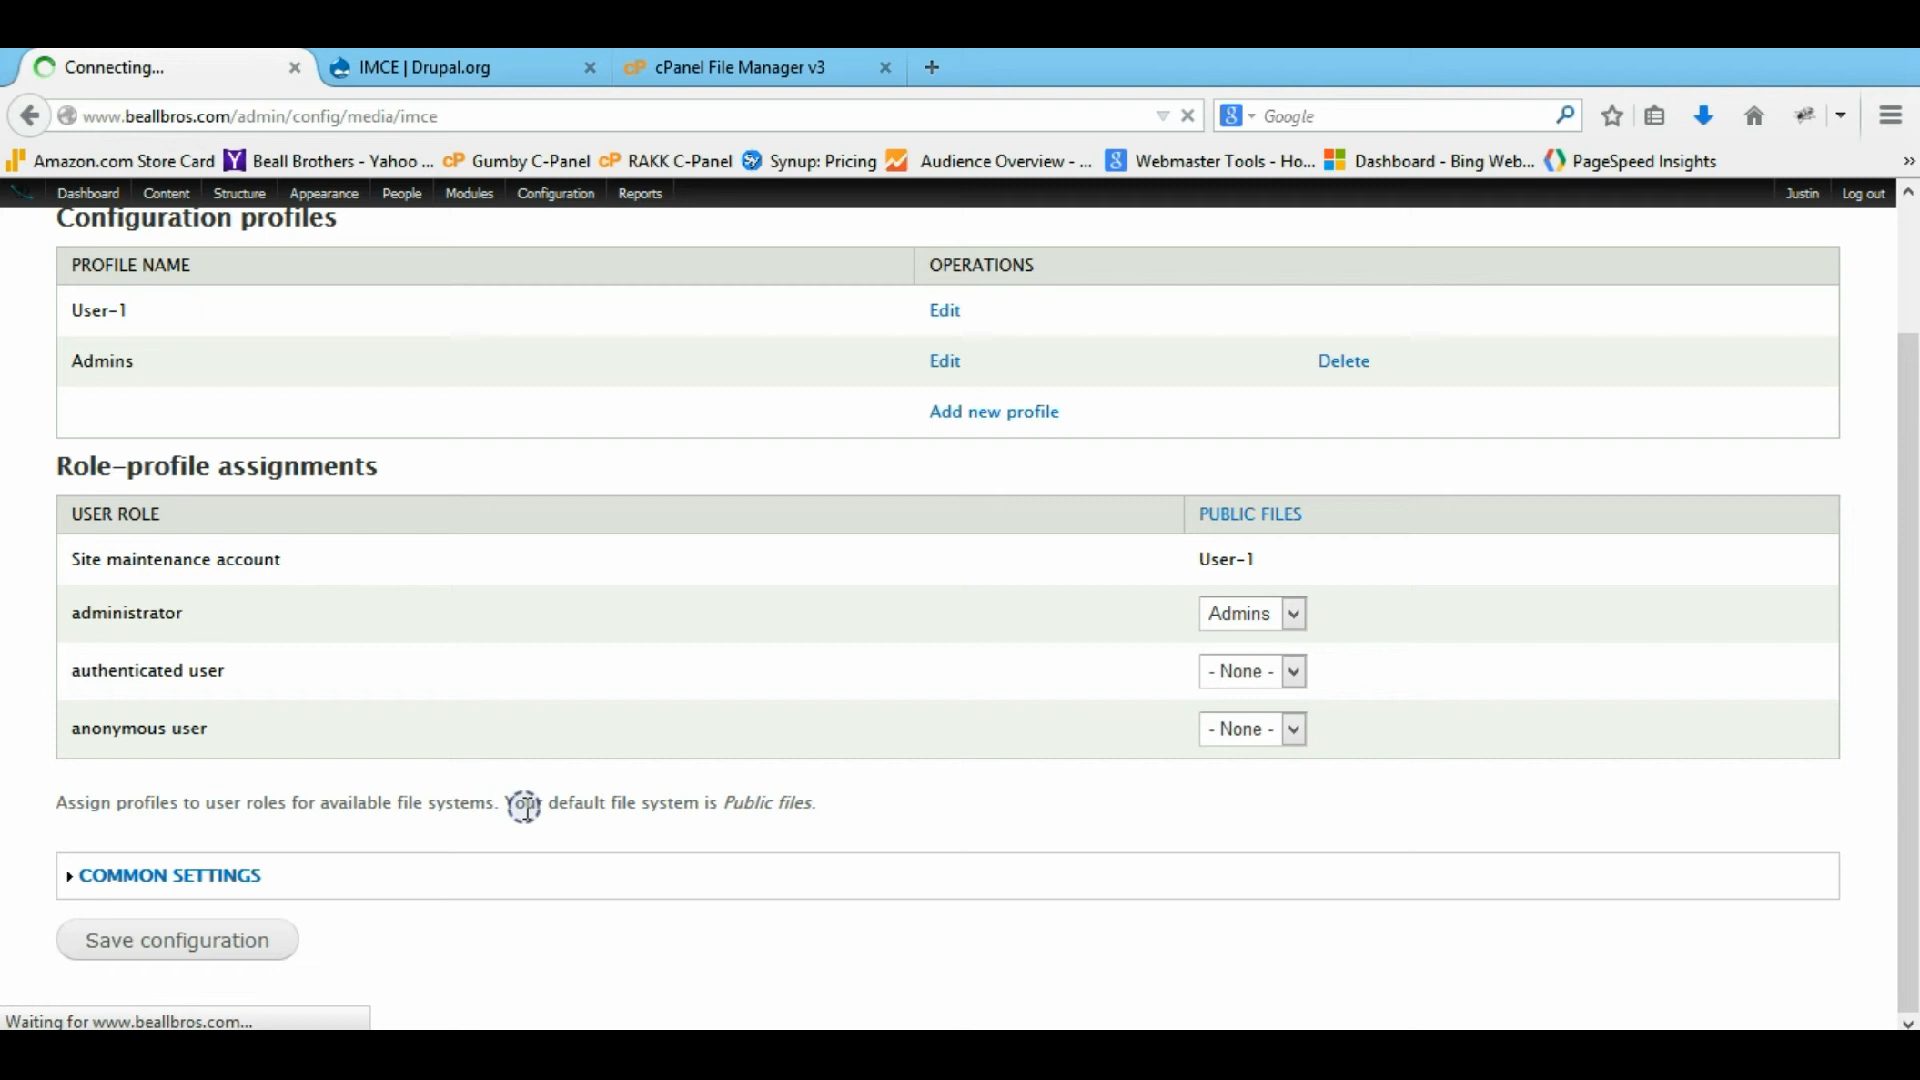 Connecting...
IMCE | Drupal.org
cPanel File Manager v3
www.beallbros.com/admin/config/media/imce
Google
Amazon.com Store Card
Beall Brothers - Yahoo ...
Gumby C-Panel
RAKK C-Panel
Synup: Pricing
Audience Overview - ...
Webmaster Tools - Ho...
Dashboard - Bing Web...
PageSpeed Insights
Dashboard Content Structure Appearance People Modules Configuration Reports
Justin Log out
Configuration profiles
PROFILE NAME OPERATIONS
User-1 Edit
Admins Edit Delete
Add new profile
Role-profile assignments
USER ROLE PUBLIC FILES
Site maintenance account User-1
administrator Admins
authenticated user - None -
anonymous user - None -
Assign profiles to user roles for available file systems. Your default file system is Public files.
COMMON SETTINGS
Save configuration
Waiting for www.beallbros.com...